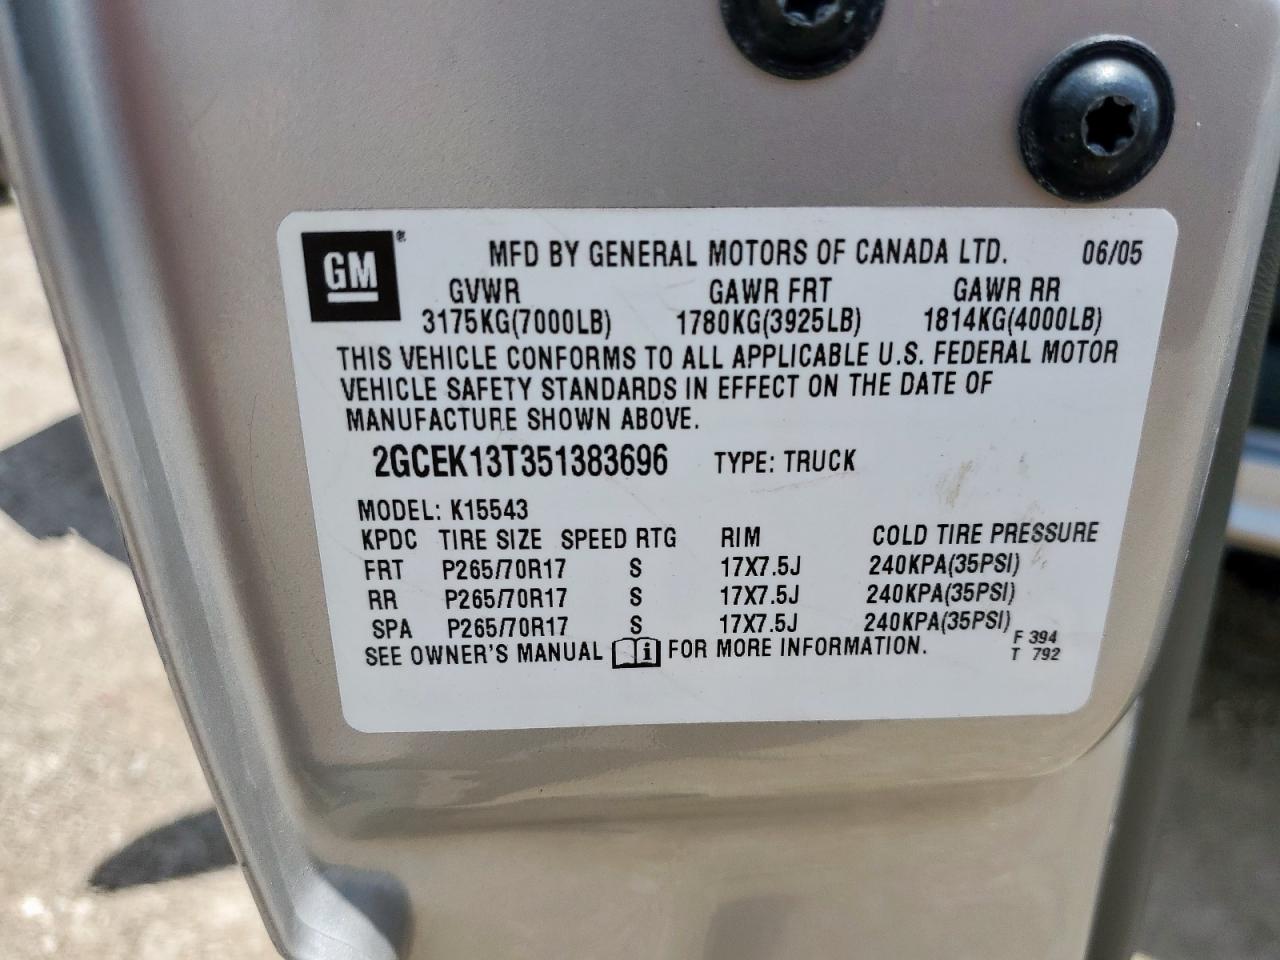 GM
MFD BY GENERAL MOTORS OF CANADA LTD. 06/05
GVWR GAWR FRT GAWR RR
3175KG(7000LB) 1780KG(3925LB) 1814KG(4000LB)
THIS VEHICLE CONFORMS TO ALL APPLICABLE U.S. FEDERAL MOTOR
VEHICLE SAFETY STANDARDS IN EFFECT ON THE DATE OF
MANUFACTURE SHOWN ABOVE.
2GCEK13T351383696 TYPE: TRUCK
MODEL: K15543
KPDC TIRE SIZE SPEED RTG RIM COLD TIRE PRESSURE
FRT P265/70R17 S 17X7.5J 240KPA(35PSI)
RR P265/70R17 S 17X7.5J 240KPA(35PSI)
SPA P265/70R17 S 17X7.5J 240KPA(35PSI)
SEE OWNER'S MANUAL i FOR MORE INFORMATION.
F 394
T 792